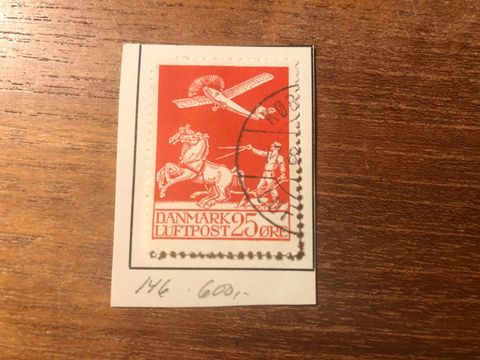 DANMARK 25 ØRE
LUFTPOST
146 .. 600,-